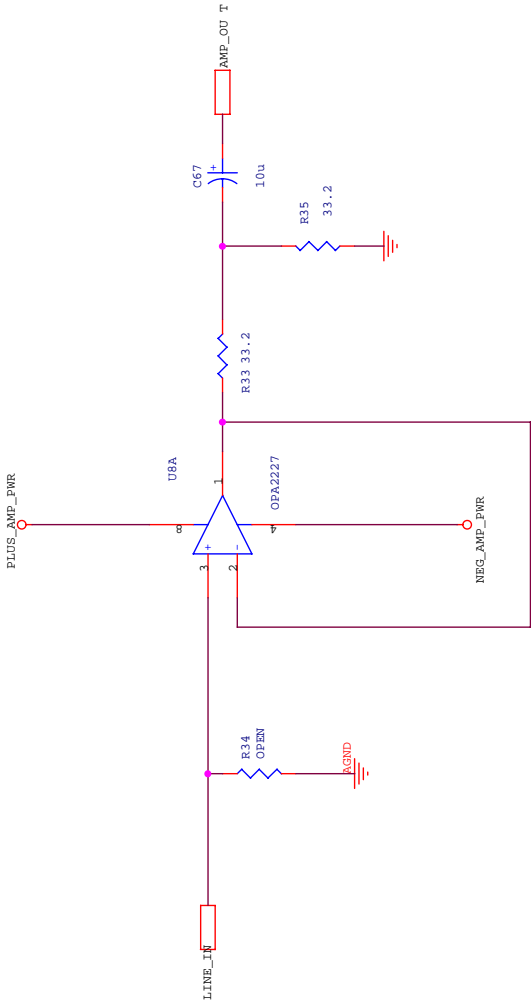 AMP_OU T
C67
+
10u
R35
33.2
R33 33.2
U8A
1
OPA2227
PLUS_AMP_PWR
8
4
NEG_AMP_PWR
+
-
3
2
R34
OPEN
AGND
LINE_IN